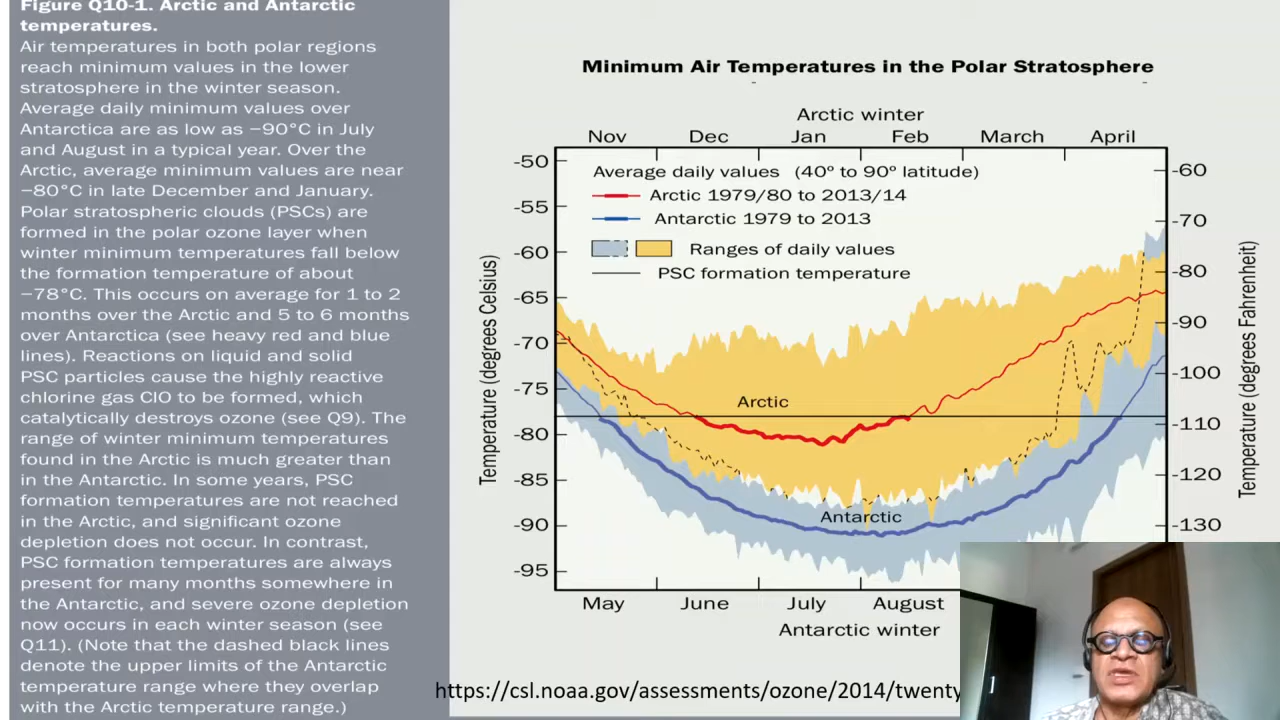 Figure Q10-1. Arctic and Antarctic
temperatures.
Air temperatures in both polar regions
reach minimum values in the lower
stratosphere in the winter season.
Average daily minimum values over
Antarctica are as low as −90°C in July
and August in a typical year. Over the
Arctic, average minimum values are near
−80°C in late December and January.
Polar stratospheric clouds (PSCs) are
formed in the polar ozone layer when
winter minimum temperatures fall below
the formation temperature of about
−78°C. This occurs on average for 1 to 2
months over the Arctic and 5 to 6 months
over Antarctica (see heavy red and blue
lines). Reactions on liquid and solid
PSC particles cause the highly reactive
chlorine gas ClO to be formed, which
catalytically destroys ozone (see Q9). The
range of winter minimum temperatures
found in the Arctic is much greater than
in the Antarctic. In some years, PSC
formation temperatures are not reached
in the Arctic, and significant ozone
depletion does not occur. In contrast,
PSC formation temperatures are always
present for many months somewhere in
the Antarctic, and severe ozone depletion
now occurs in each winter season (see
Q11). (Note that the dashed black lines
denote the upper limits of the Antarctic
temperature range where they overlap
with the Arctic temperature range.)
Minimum Air Temperatures in the Polar Stratosphere
Arctic winter
Nov Dec Jan Feb March April
Average daily values (40º to 90º latitude)
Arctic 1979/80 to 2013/14
Antarctic 1979 to 2013
Ranges of daily values
PSC formation temperature
Temperature (degrees Celsius)
-50
-55
-60
-65
-70
-75
-80
-85
-90
-95
Arctic
Antarctic
-60
-70
-80
-90
-100
-110
-120
-130
Temperature (degrees Fahrenheit)
May June July August
Antarctic winter
https://csl.noaa.gov/assessments/ozone/2014/twenty